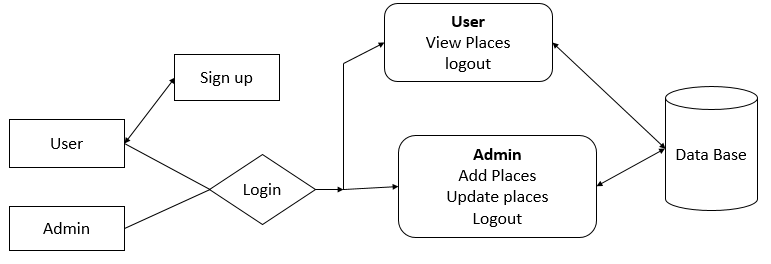 User
View Places
logout
Sign up
User
Login
Admin
Admin
Add Places
Update places
Logout
Data Base